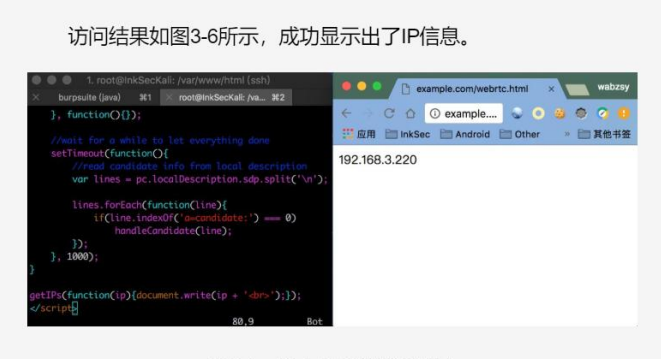 访问结果如图3-6所示，成功显示出了IP信息。
1. root@InkSecKali: /var/www/html (ssh)
× burpsuite (java) ⌘1 × root@InkSecKali: /va... ⌘2
}, function(){});
//wait for a while to let everything done
setTimeout(function(){
//read candidate info from local description
var lines = pc.localDescription.sdp.split('\n');
lines.forEach(function(line){
if(line.indexOf('a=candidate:') === 0)
handleCandidate(line);
});
}, 1000);
}
getIPs(function(ip){document.write(ip + '<br>');});
</script>
80,9 Bot
example.com/webrtc.html × wabzsy
example....
应用 InkSec Android Other » 其他书签
192.168.3.220